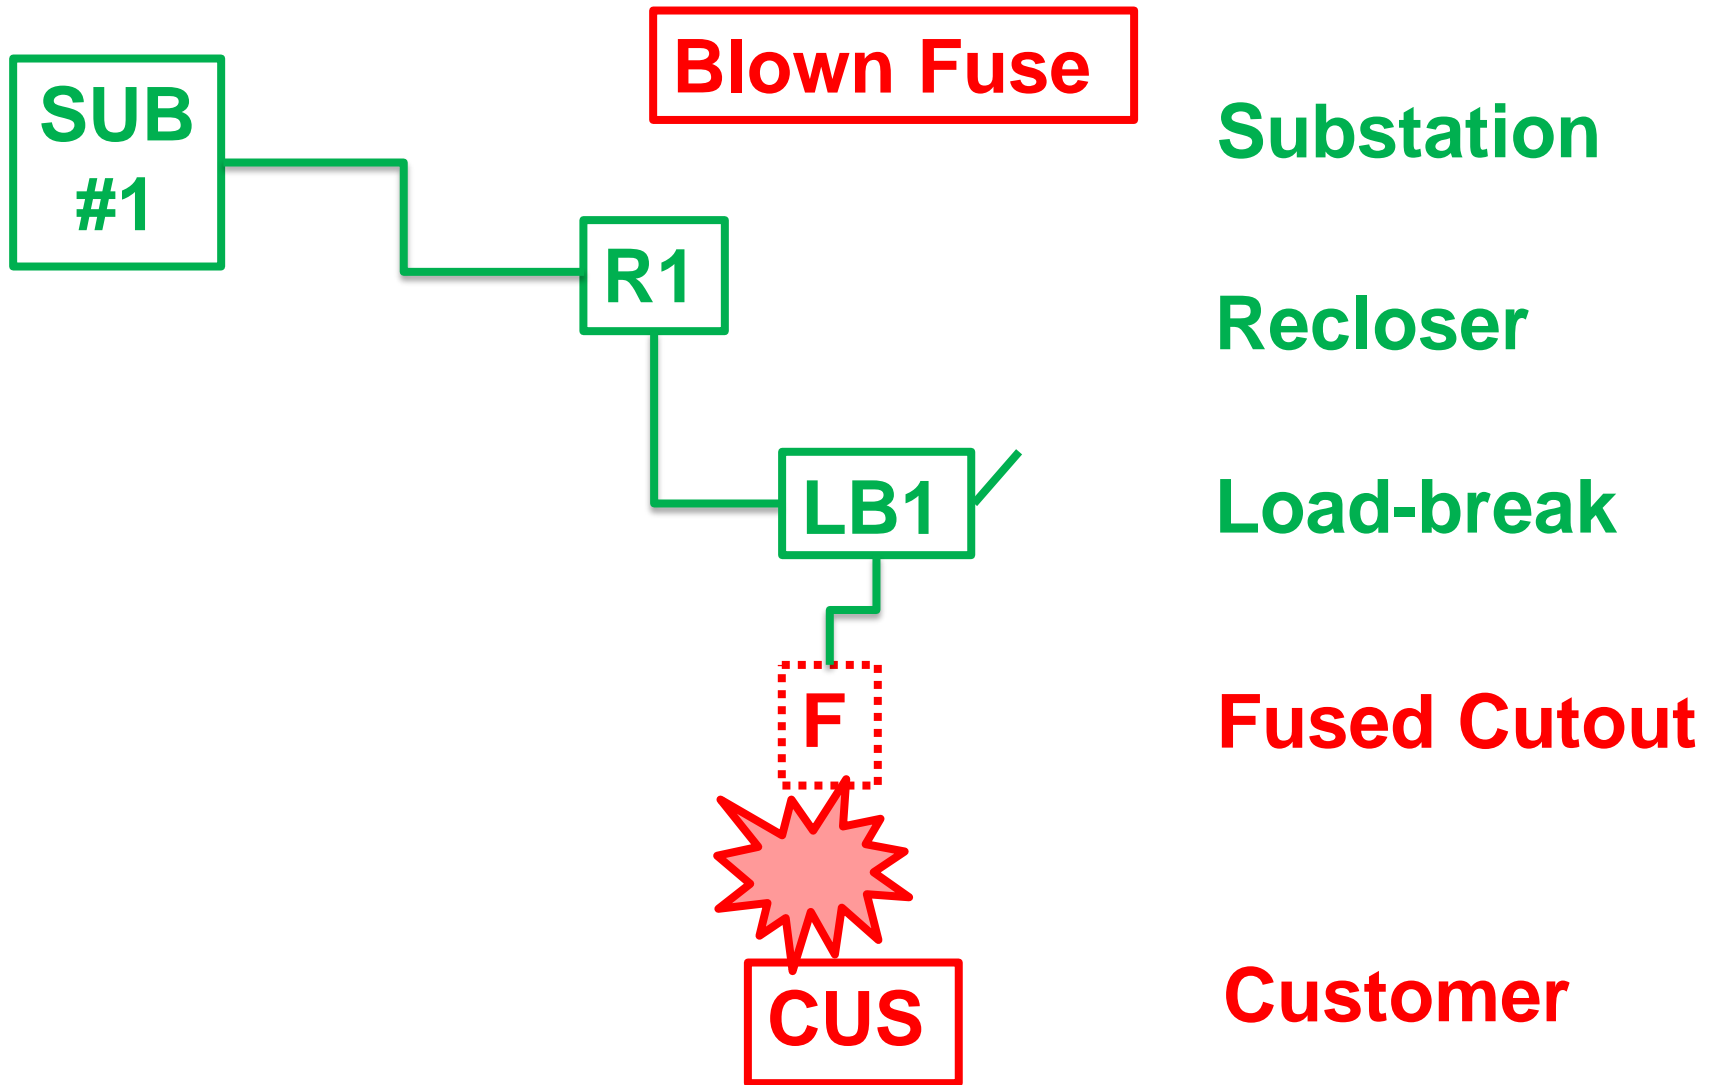 Blown Fuse
SUB
#1
Substation
R1
Recloser
LB1
Load-break
F
Fused Cutout
CUS
Customer